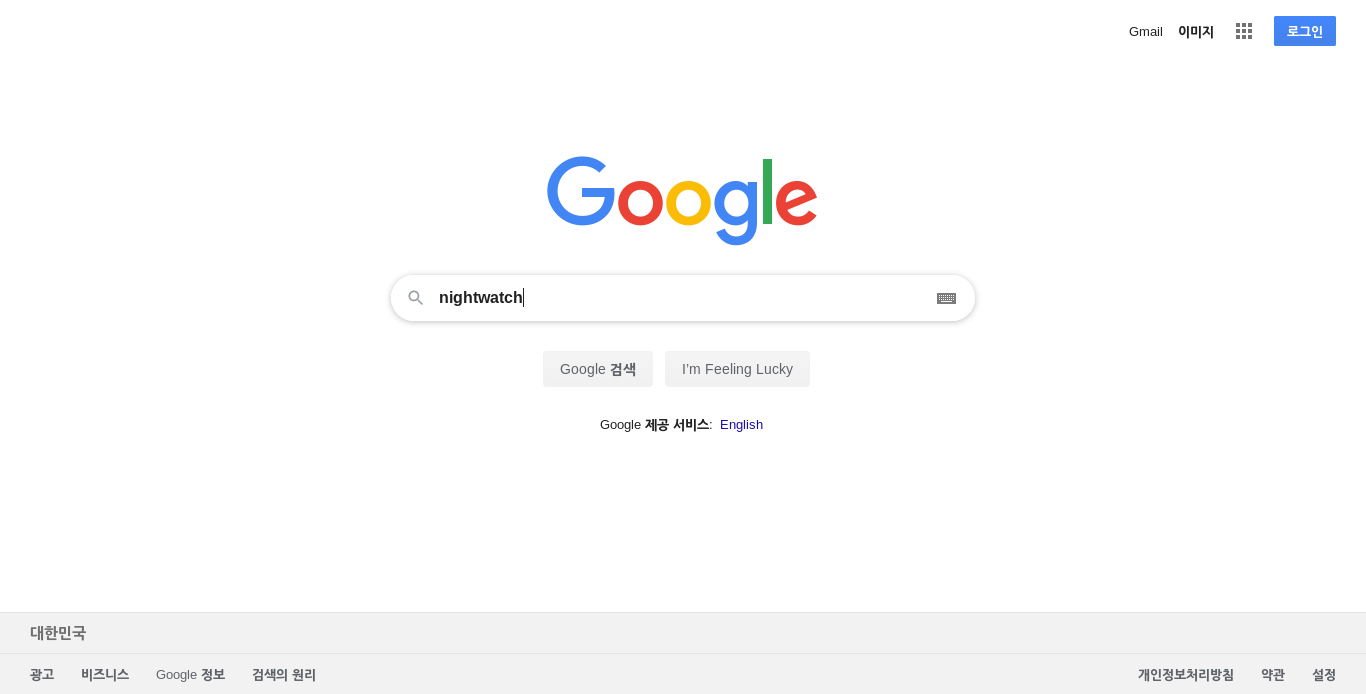 Gmail 이미지 로그인
Google
nightwatch
Google 검색 I’m Feeling Lucky
Google 제공 서비스: English
대한민국
광고 비즈니스 Google 정보 검색의 원리 개인정보처리방침 약관 설정